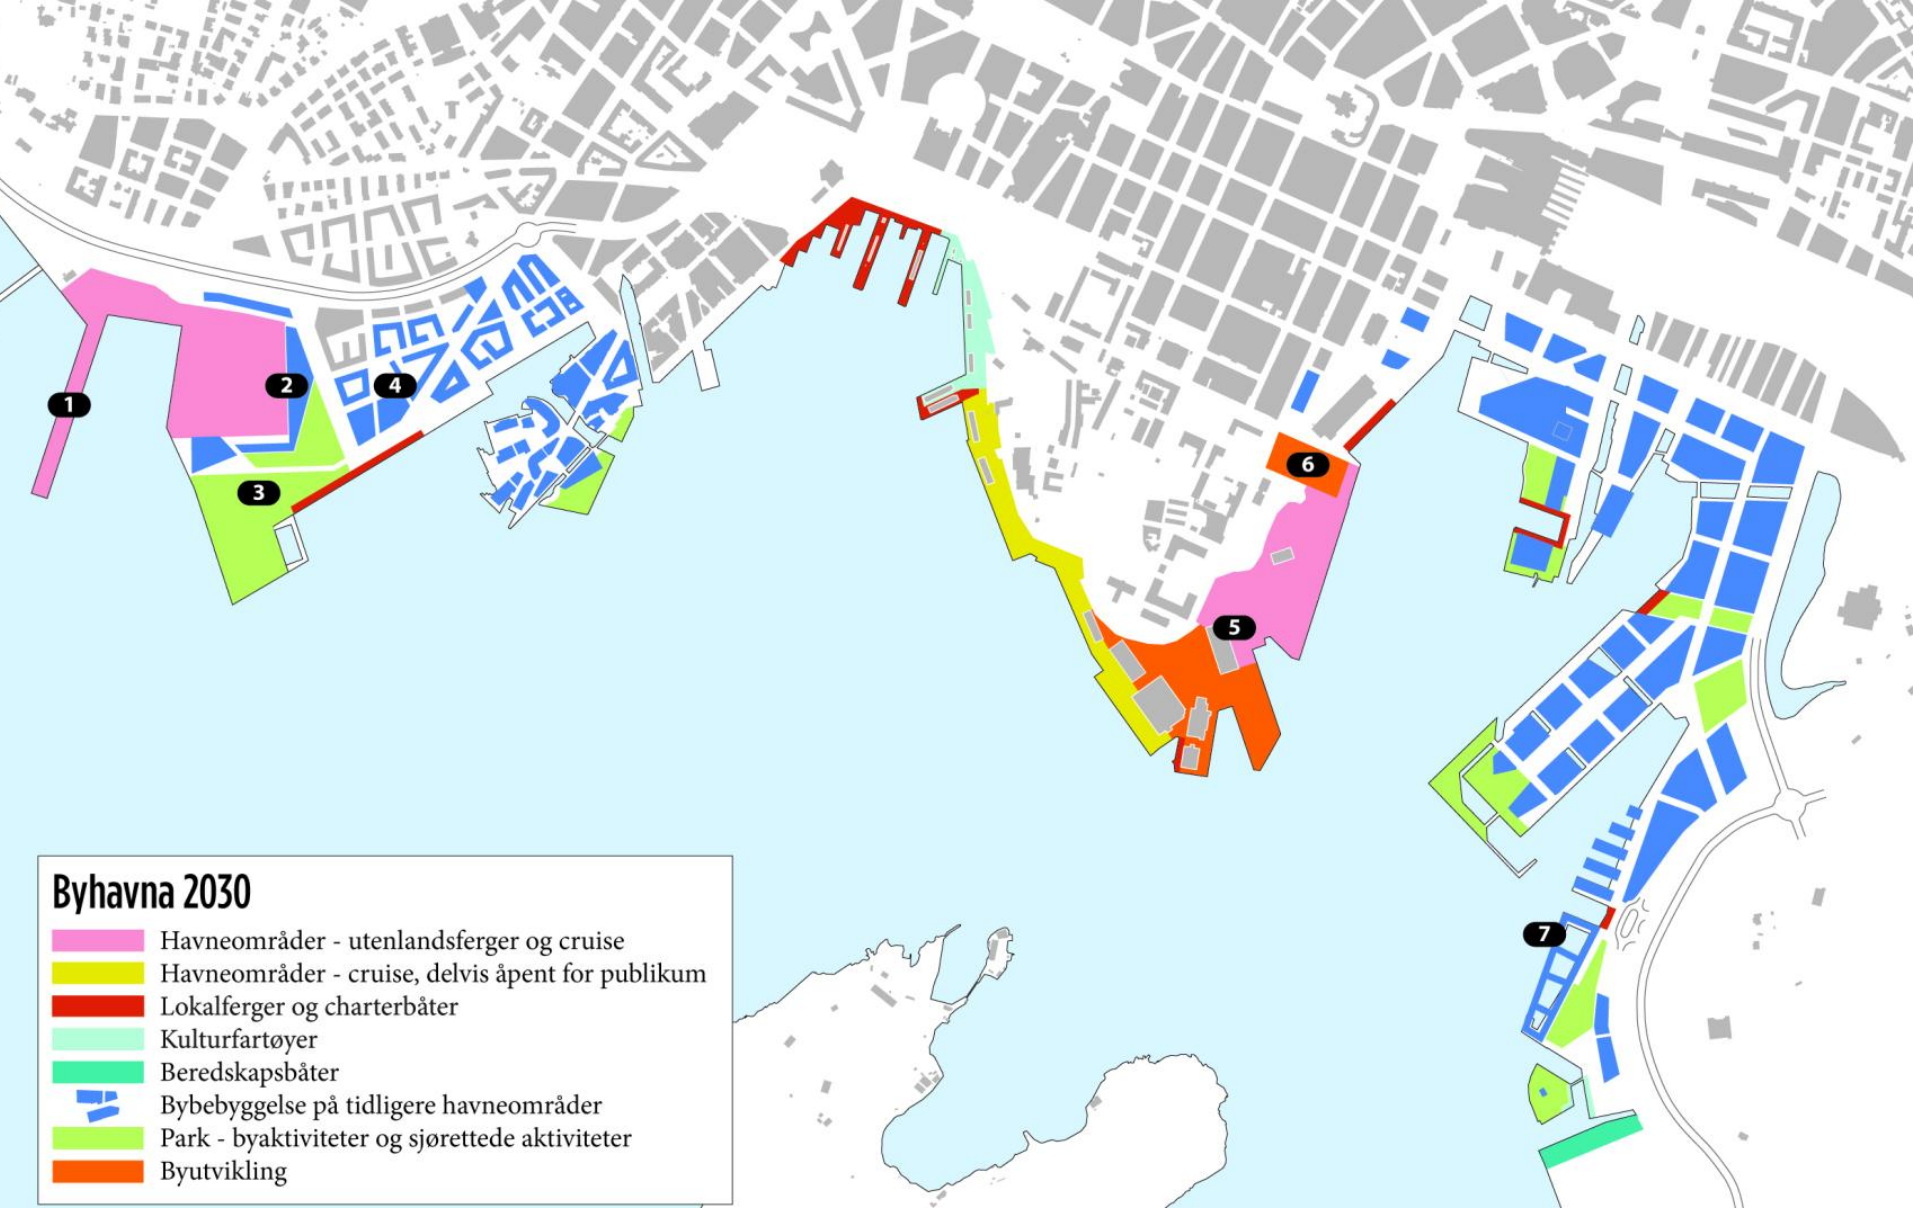 1
2
3
4
5
6
7
Byhavna 2030
Havneområder - utenlandsferger og cruise
Havneområder - cruise, delvis åpent for publikum
Lokalferger og charterbåter
Kulturfartøyer
Beredskapsbåter
Bybebyggelse på tidligere havneområder
Park - byaktiviteter og sjørettede aktiviteter
Byutvikling